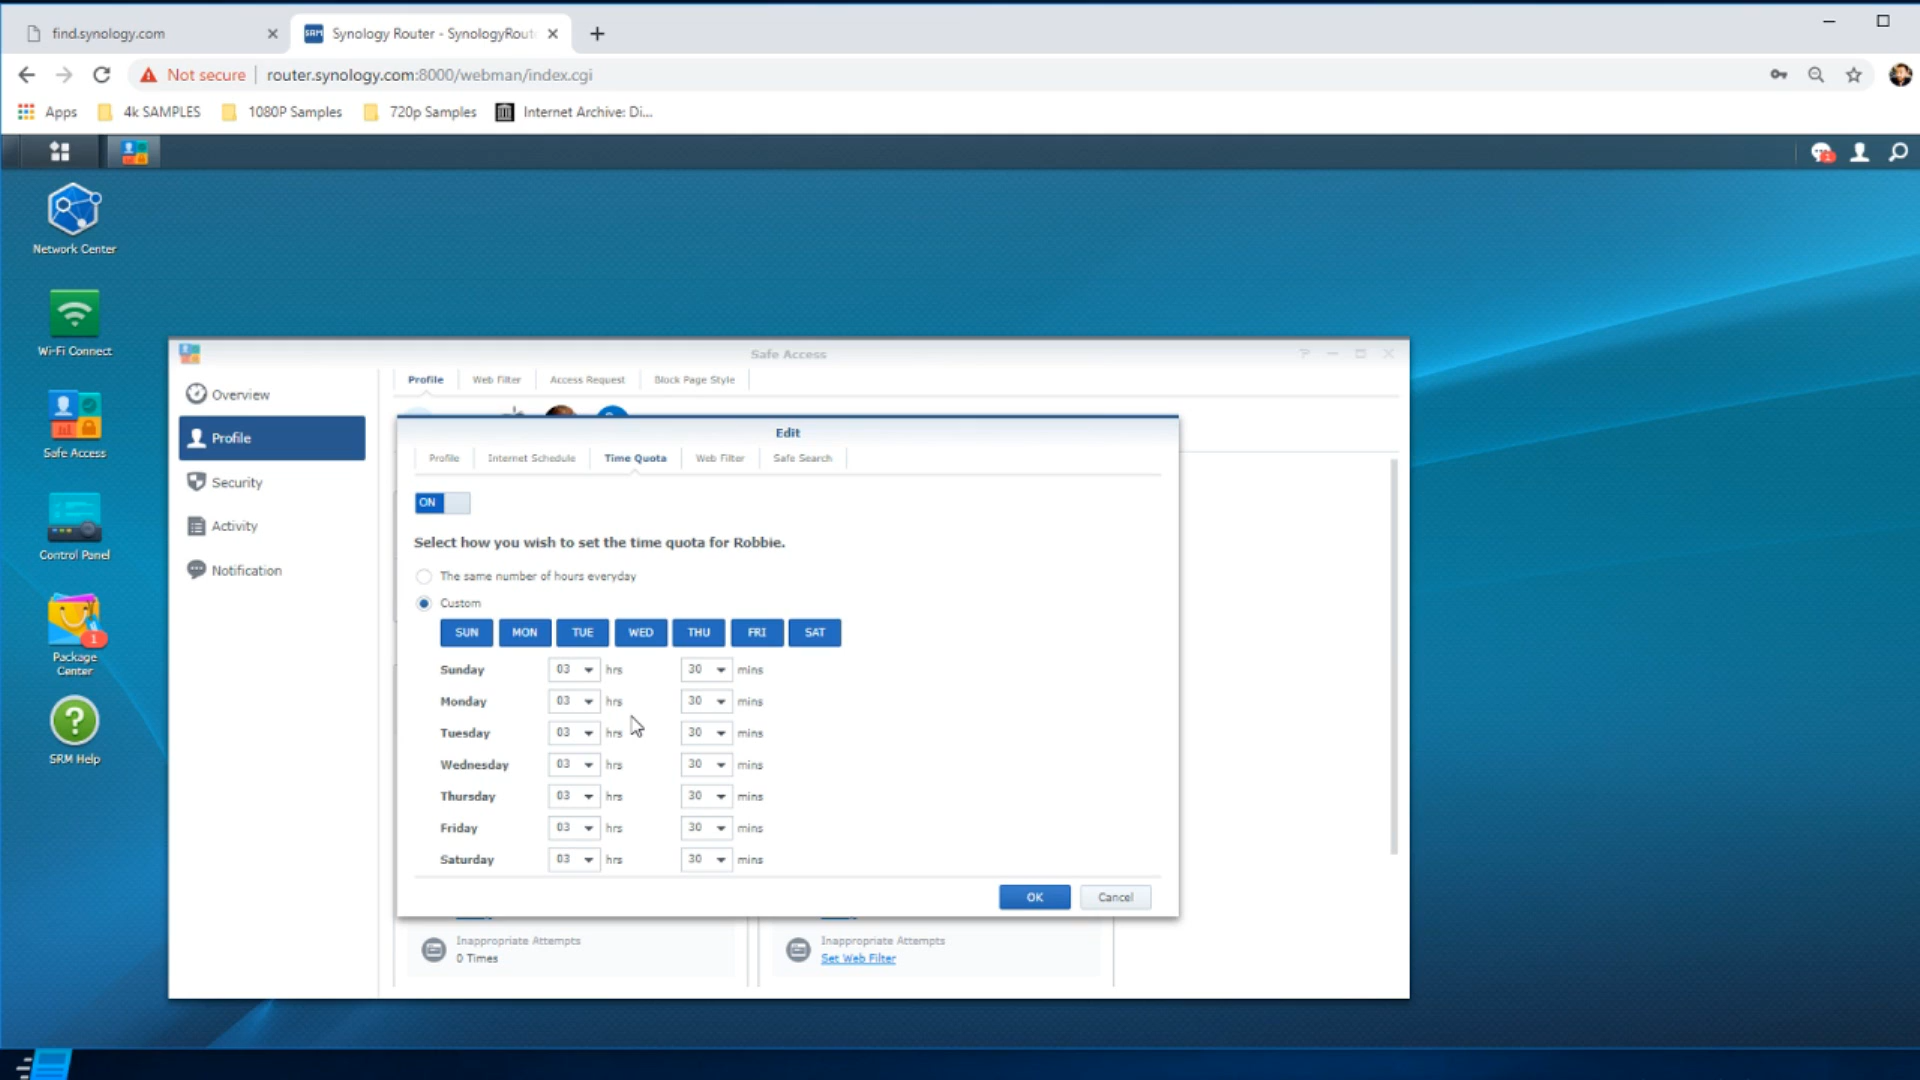 find.synology.com
SRM Synology Router - SynologyRout
Not secure | router.synology.com:8000/webman/index.cgi
Apps 4k SAMPLES 1080P Samples 720p Samples Internet Archive: Di...
Network Center
Wi-Fi Connect
Safe Access
Control Panel
1
Package
Center
?
SRM Help
Safe Access
Overview
Profile
Security
Activity
Notification
Profile Web Filter Access Request Block Page Style
Edit
Profile Internet Schedule Time Quota Web Filter Safe Search
ON
Select how you wish to set the time quota for Robbie.
The same number of hours everyday
Custom
SUN MON TUE WED THU FRI SAT
Sunday 03 hrs 30 mins
Monday 03 hrs 30 mins
Tuesday 03 hrs 30 mins
Wednesday 03 hrs 30 mins
Thursday 03 hrs 30 mins
Friday 03 hrs 30 mins
Saturday 03 hrs 30 mins
OK Cancel
Inappropriate Attempts
0 Times
Inappropriate Attempts
Set Web Filter